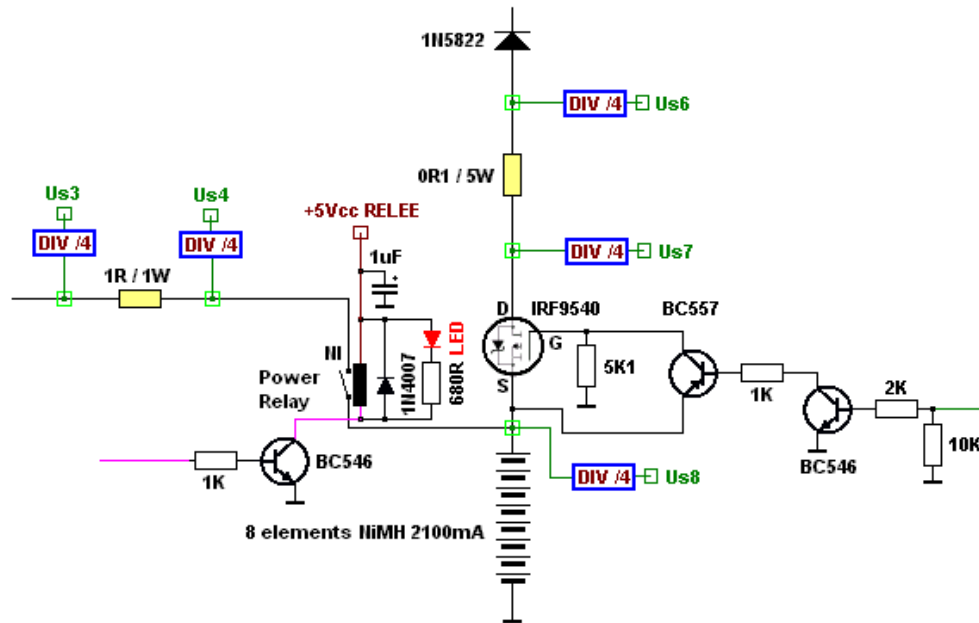 1N5822
DIV /4
Us6
0R1 / 5W
Us3
Us4
+5Vcc RELEE
DIV /4
DIV /4
DIV /4
Us7
1uF
+
1R / 1W
D
IRF9540
BC557
G
S
NI
LED
Power
Relay
1N4007
680R
5K1
1K
2K
BC546
1K
BC546
10K
DIV /4
Us8
8 elements NiMH 2100mA